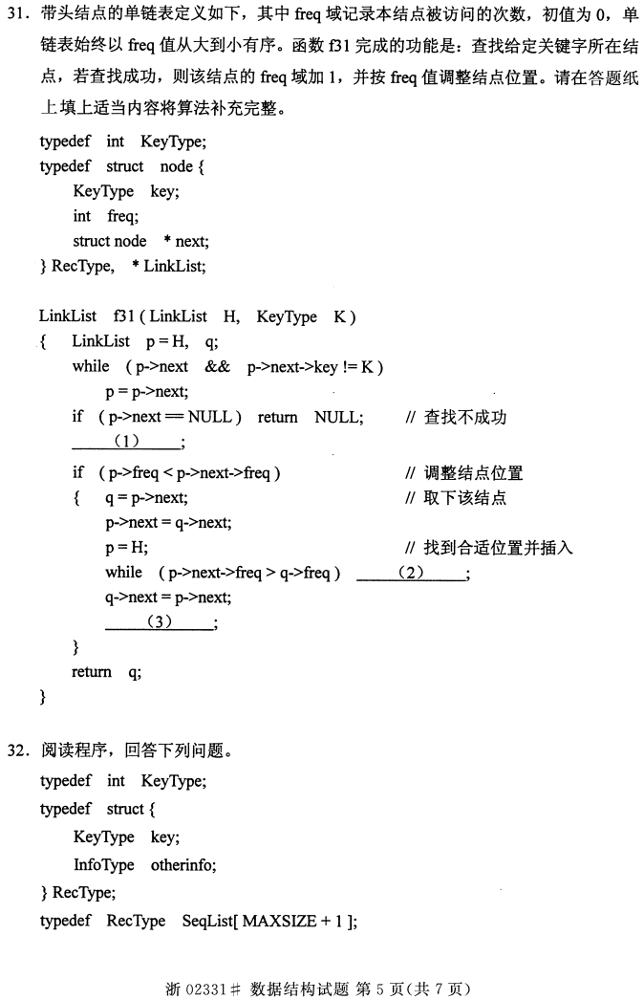 31．带头结点的单链表定义如下，其中 freq 域记录本结点被访问的次数，初值为 0，单
链表始终以 freq 值从大到小有序。函数 f31 完成的功能是：查找给定关键字所在结
点，若查找成功，则该结点的 freq 域加 1，并按 freq 值调整结点位置。请在答题纸
上填上适当内容将算法补充完整。
typedef int KeyType;
typedef struct node {
KeyType key;
int freq;
struct node * next;
} RecType, * LinkList;
LinkList f31 ( LinkList H, KeyType K )
{ LinkList p = H, q;
while ( p->next && p->next->key != K )
p = p->next;
if ( p->next == NULL ) return NULL; // 查找不成功
（1） ;
if ( p->freq < p->next->freq ) // 调整结点位置
{ q = p->next; // 取下该结点
p->next = q->next;
p = H; // 找到合适位置并插入
while ( p->next->freq > q->freq ) （2） ;
q->next = p->next;
（3） ;
}
return q;
}
32．阅读程序，回答下列问题。
typedef int KeyType;
typedef struct {
KeyType key;
InfoType otherinfo;
} RecType;
typedef RecType SeqList[ MAXSIZE + 1 ];
浙 02331# 数据结构试题 第 5 页(共 7 页)